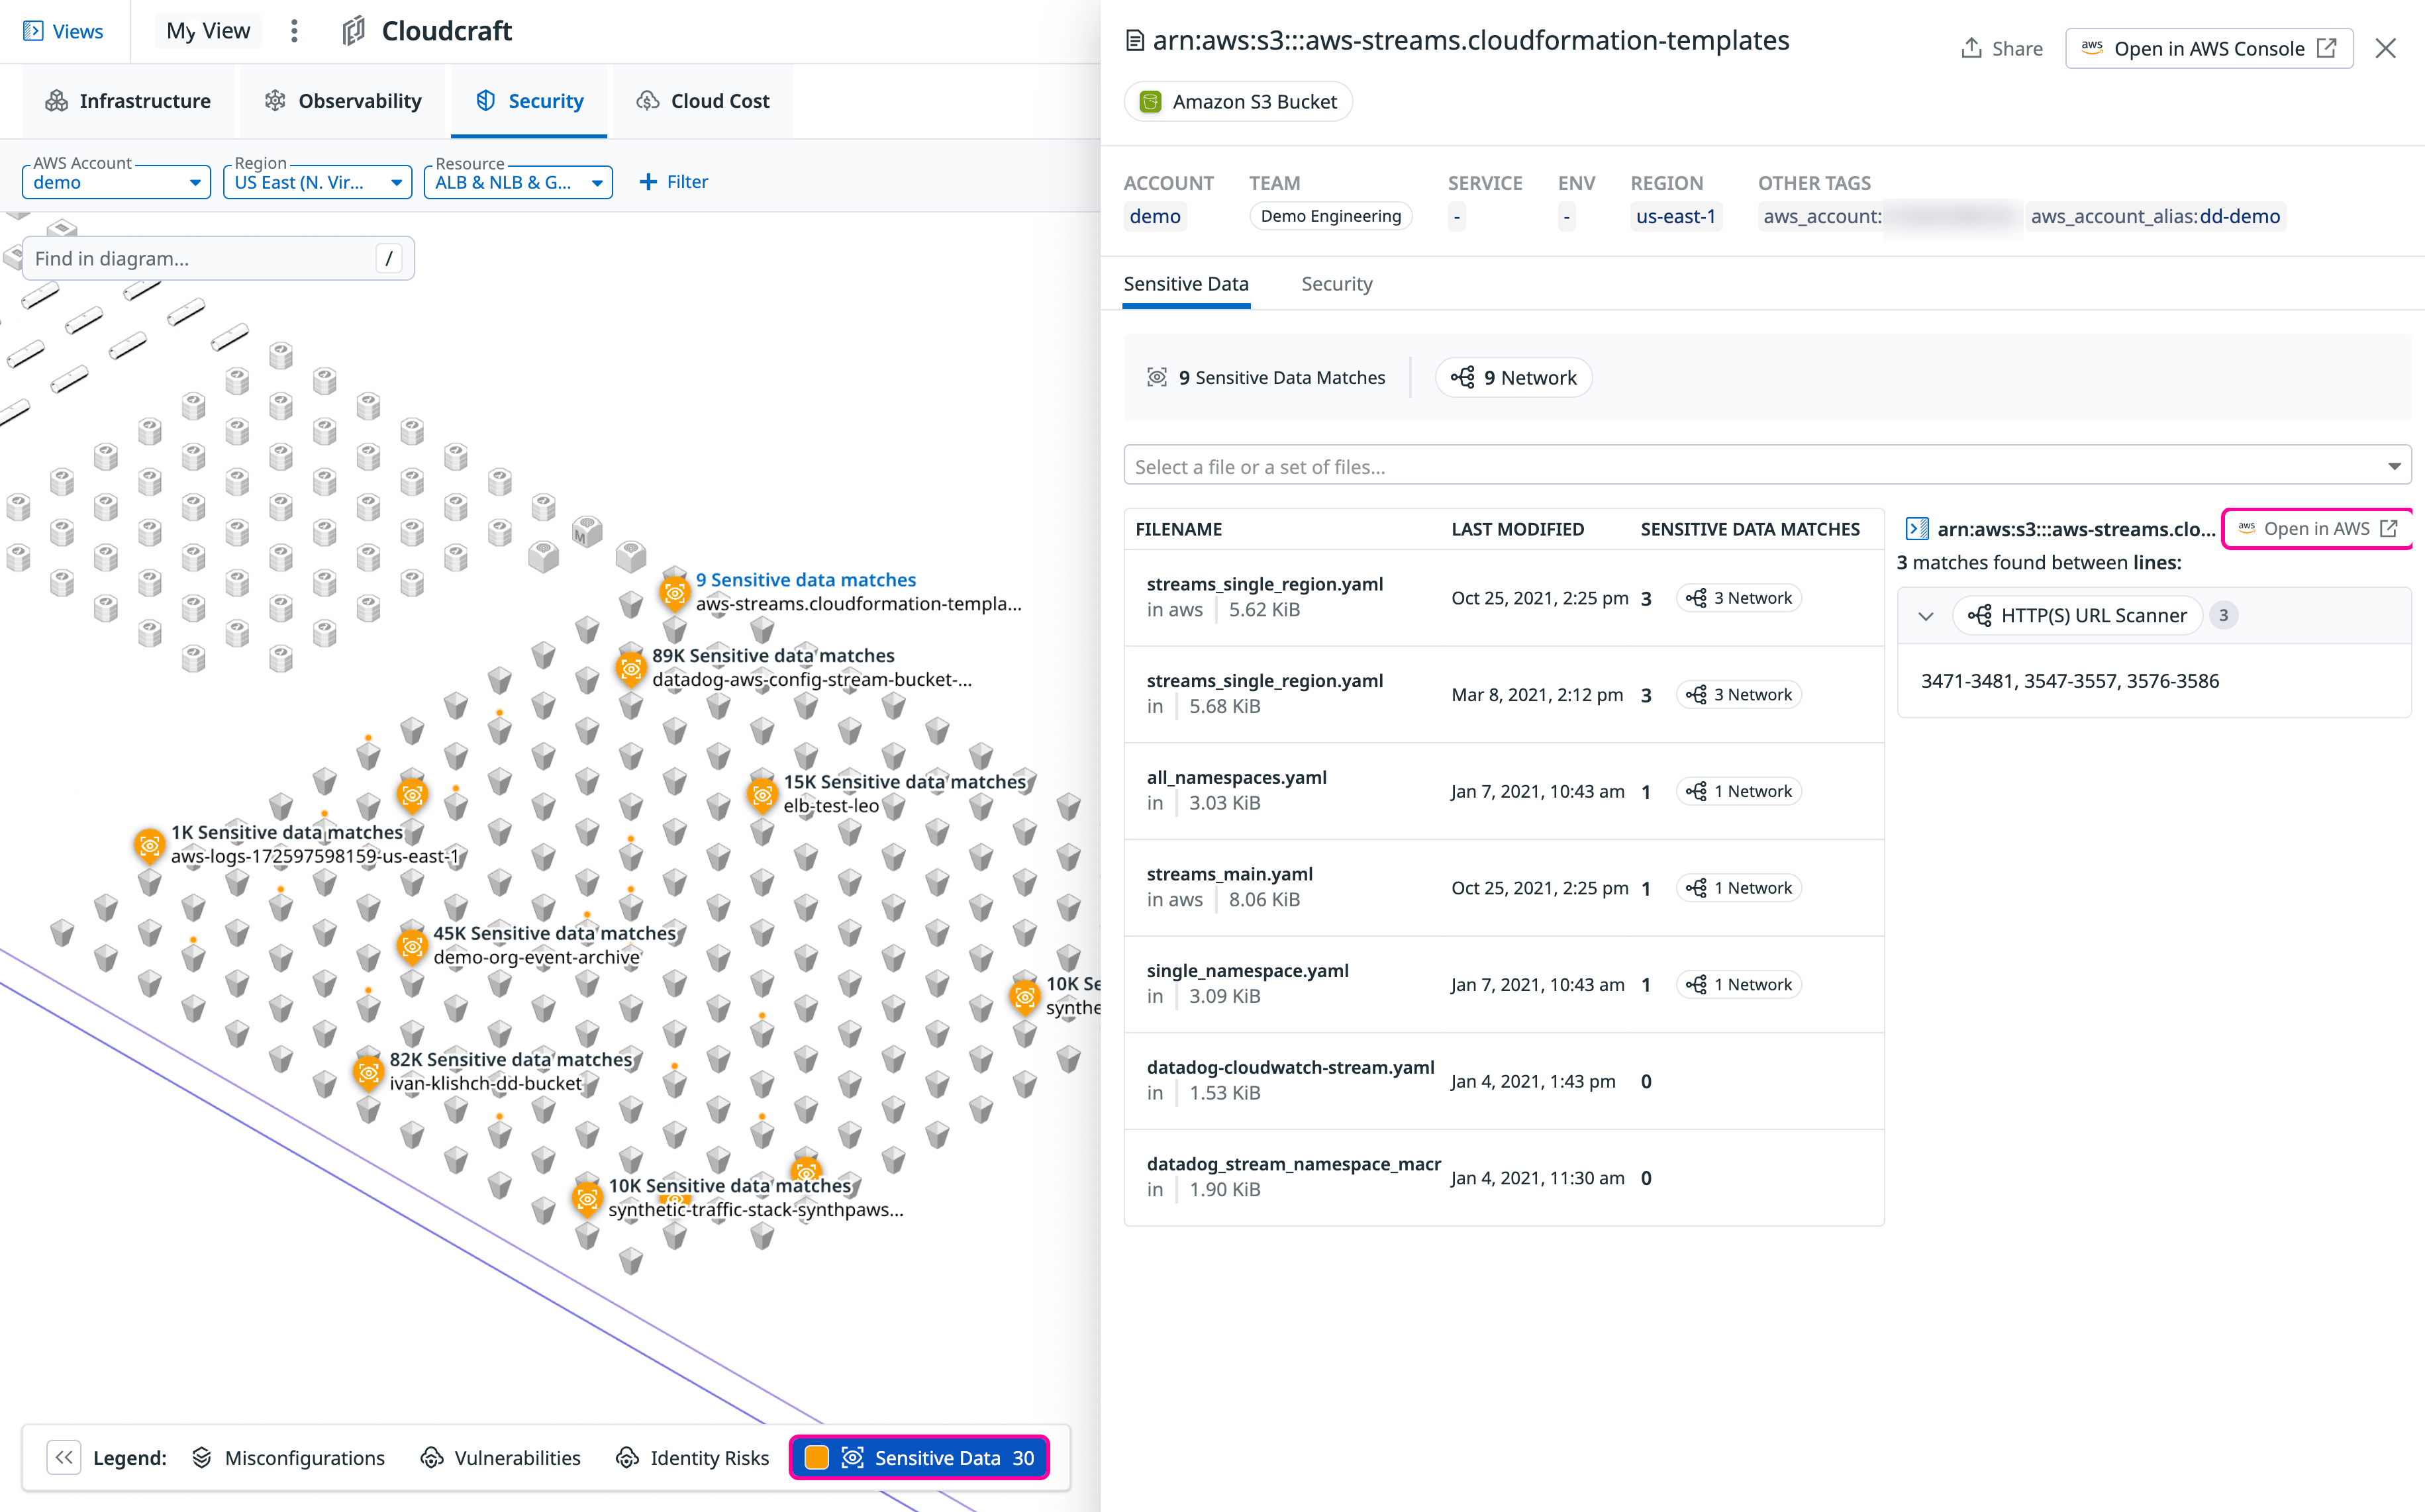 Views
My View
Cloudcraft
Infrastructure
Observability
Security
Cloud Cost
AWS Account
demo
Region
US East (N. Vir...
Resource
ALB & NLB & G...
+ Filter
Find in diagram...
/
M
9 Sensitive data matches
aws-streams.cloudformation-templa...
89K Sensitive data matches
datadog-aws-config-stream-bucket-...
15K Sensitive data matches
elb-test-leo
1K Sensitive data matches
aws-logs-172597598159-us-east-1
45K Sensitive data matches
demo-org-event-archive
10K Se
synthe
82K Sensitive data matches
ivan-klishch-dd-bucket
10K Sensitive data matches
synthetic-traffic-stack-synthpaws...
Legend:
Misconfigurations
Vulnerabilities
Identity Risks
Sensitive Data 30
arn:aws:s3:::aws-streams.cloudformation-templates
Share
aws Open in AWS Console
Amazon S3 Bucket
ACCOUNT TEAM SERVICE ENV REGION OTHER TAGS
demo Demo Engineering - - us-east-1 aws_account: aws_account_alias:dd-demo
Sensitive Data Security
9 Sensitive Data Matches
9 Network
Select a file or a set of files...
FILENAME LAST MODIFIED SENSITIVE DATA MATCHES
streams_single_region.yaml
in aws 5.62 KiB
Oct 25, 2021, 2:25 pm 3 3 Network
streams_single_region.yaml
in 5.68 KiB
Mar 8, 2021, 2:12 pm 3 3 Network
all_namespaces.yaml
in 3.03 KiB
Jan 7, 2021, 10:43 am 1 1 Network
streams_main.yaml
in aws 8.06 KiB
Oct 25, 2021, 2:25 pm 1 1 Network
single_namespace.yaml
in 3.09 KiB
Jan 7, 2021, 10:43 am 1 1 Network
datadog-cloudwatch-stream.yaml
in 1.53 KiB
Jan 4, 2021, 1:43 pm 0
datadog_stream_namespace_macr
in 1.90 KiB
Jan 4, 2021, 11:30 am 0
arn:aws:s3:::aws-streams.clo...
aws Open in AWS
3 matches found between lines:
HTTP(S) URL Scanner 3
3471-3481, 3547-3557, 3576-3586